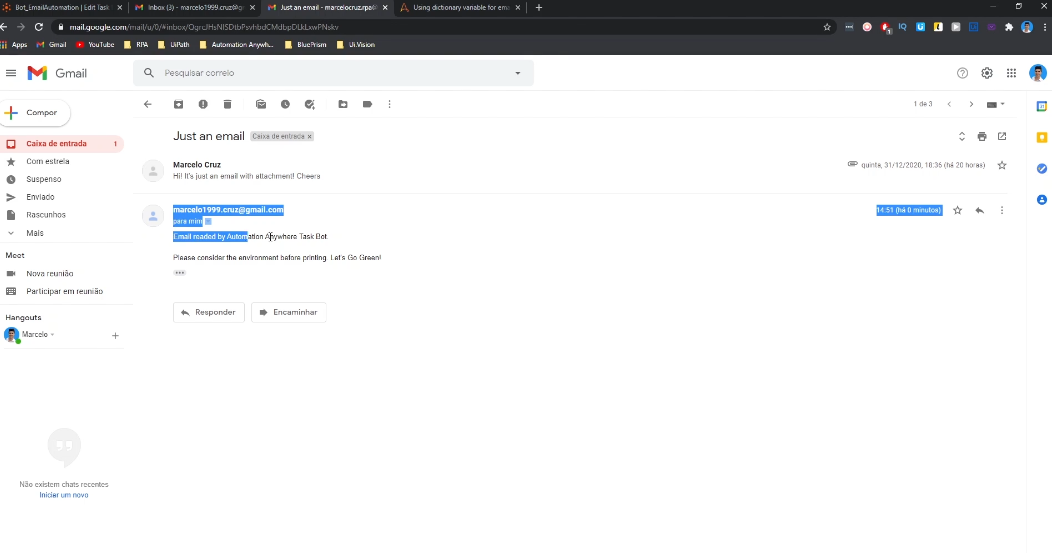 Bot_EmailAutomation | Edit Task
Inbox (3) - marcelo1999.cruz@g
Just an email - marcelocruz.rpa@
Using dictionary variable for em
mail.google.com/mail/u/0/#inbox/
Apps
Gmail
YouTube
RPA
UiPath
Automation Anywh...
BluePrism
Ui.Vision
Gmail
Pesquisar correio
Compor
1 de 3
Caixa de entrada 1
Com estrela
Suspenso
Enviado
Rascunhos
Mais
Meet
Nova reunião
Participar em reunião
Hangouts
Marcelo
Just an email Caixa de entrada x
Marcelo Cruz
quinta, 31/12/2020, 18:36 (há 20 horas)
Hi! It's just an email with attachment! Cheers
marcelo1999.cruz@gmail.com
14:51 (há 0 minutos)
para mim
Email readed by Automation Anywhere Task Bot.
Please consider the environment before printing. Let's Go Green!
Responder
Encaminhar
Não existem chats recentes
Iniciar um novo